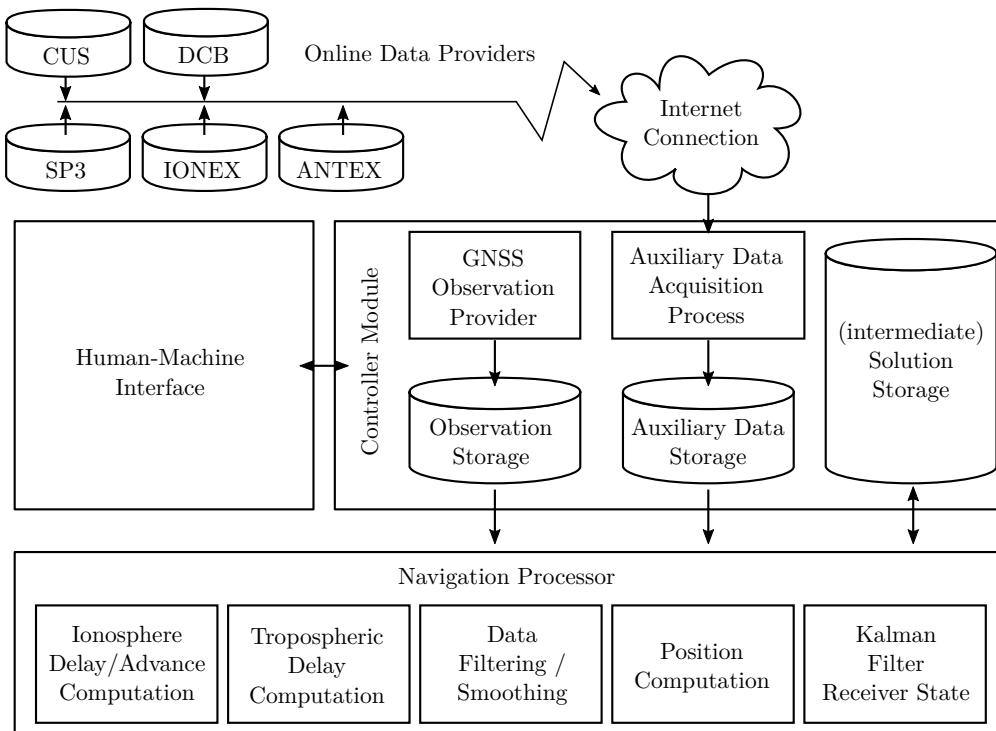 CUS
DCB
Online Data Providers
SP3
IONEX
ANTEX
Internet
Connection
Human-Machine
Interface
Controller Module
GNSS
Observation
Provider
Auxiliary Data
Acquisition
Process
(intermediate)
Solution
Storage
Observation
Storage
Auxiliary Data
Storage
Navigation Processor
Ionosphere
Delay/Advance
Computation
Tropospheric
Delay
Computation
Data
Filtering /
Smoothing
Position
Computation
Kalman
Filter
Receiver State